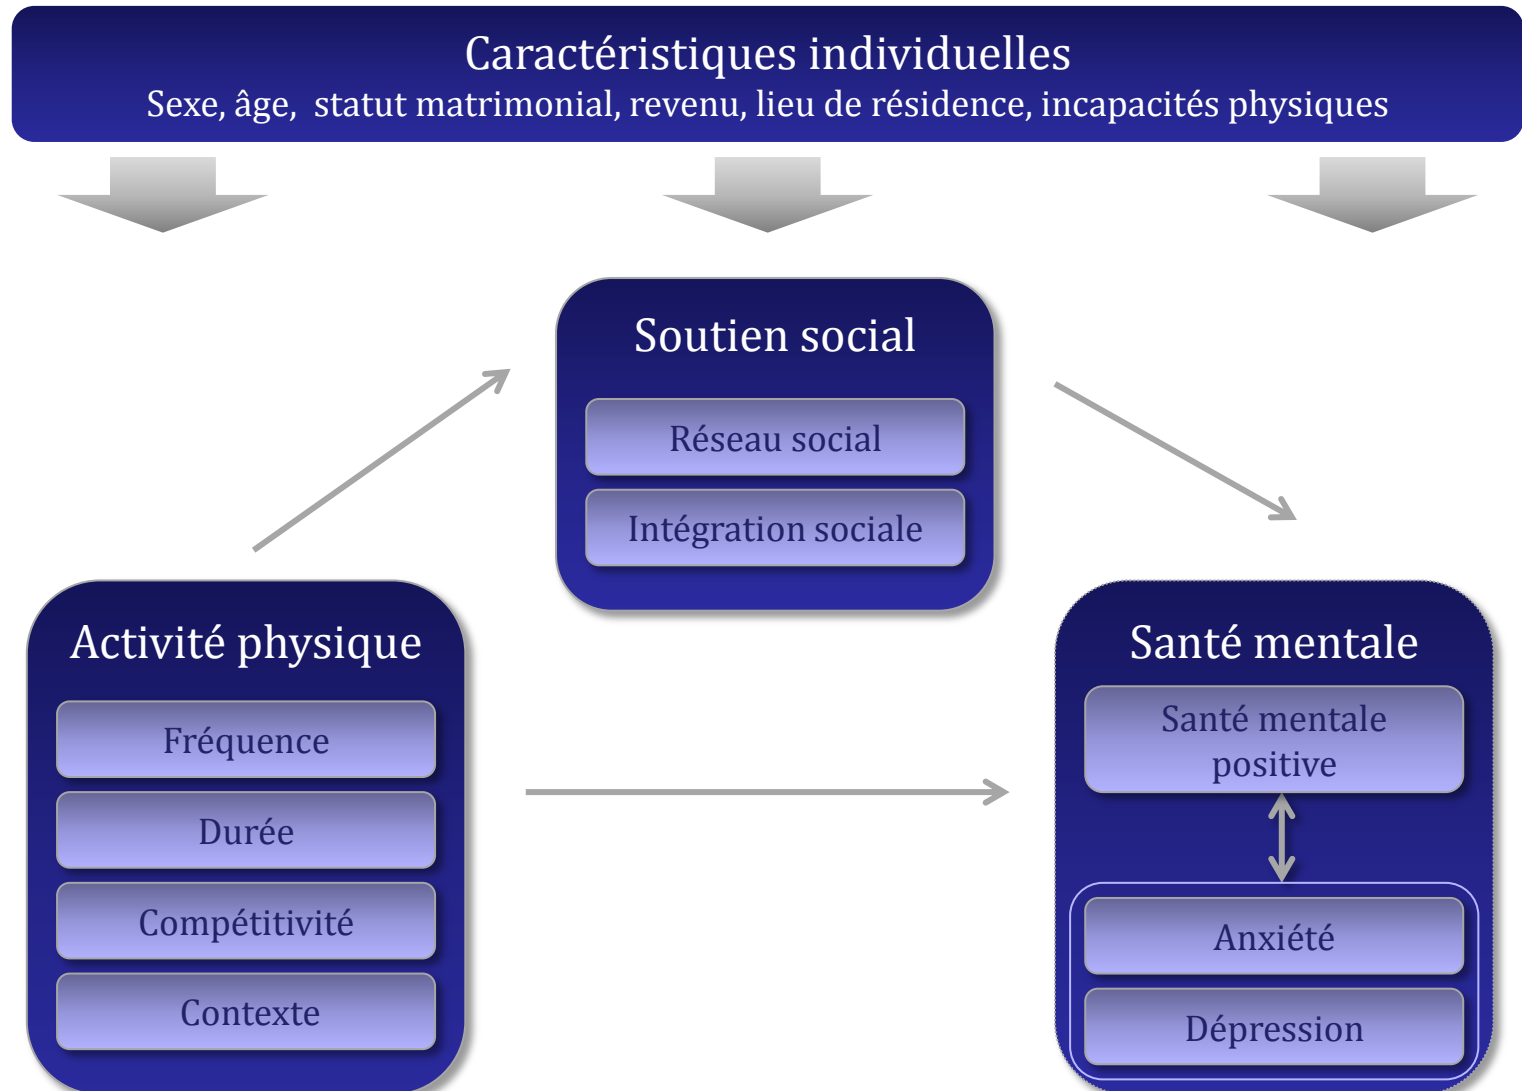 Caractéristiques individuelles
Sexe, âge, statut matrimonial, revenu, lieu de résidence, incapacités physiques
Soutien social
Réseau social
Intégration sociale
Activité physique
Fréquence
Durée
Compétitivité
Contexte
Santé mentale
Santé mentale
positive
Anxiété
Dépression